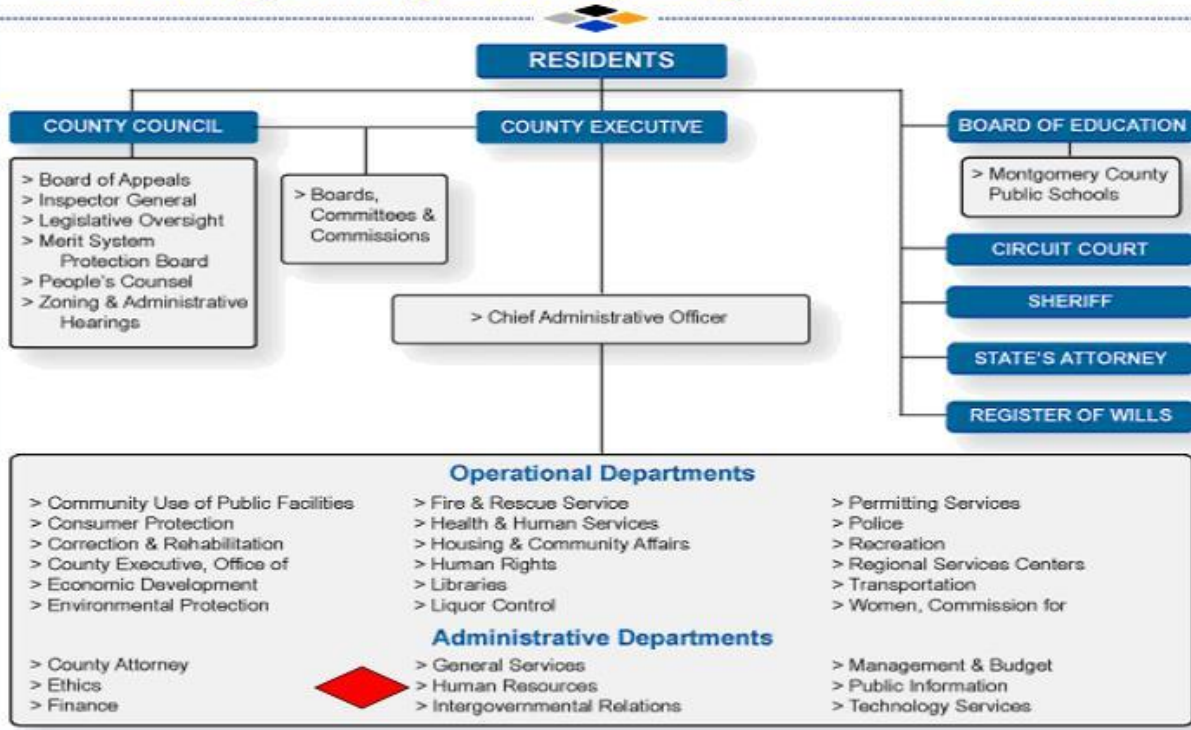 RESIDENTS
COUNTY COUNCIL
COUNTY EXECUTIVE
BOARD OF EDUCATION
> Board of Appeals
> Inspector General
> Legislative Oversight
> Merit System
Protection Board
> People's Counsel
> Zoning & Administrative
Hearings
> Boards,
Committees &
Commissions
> Montgomery County
Public Schools
CIRCUIT COURT
SHERIFF
STATE'S ATTORNEY
REGISTER OF WILLS
> Chief Administrative Officer
Operational Departments
> Community Use of Public Facilities
> Consumer Protection
> Correction & Rehabilitation
> County Executive, Office of
> Economic Development
> Environmental Protection
> Fire & Rescue Service
> Health & Human Services
> Housing & Community Affairs
> Human Rights
> Libraries
> Liquor Control
> Permitting Services
> Police
> Recreation
> Regional Services Centers
> Transportation
> Women, Commission for
Administrative Departments
> County Attorney
> Ethics
> Finance
> General Services
> Human Resources
> Intergovernmental Relations
> Management & Budget
> Public Information
> Technology Services